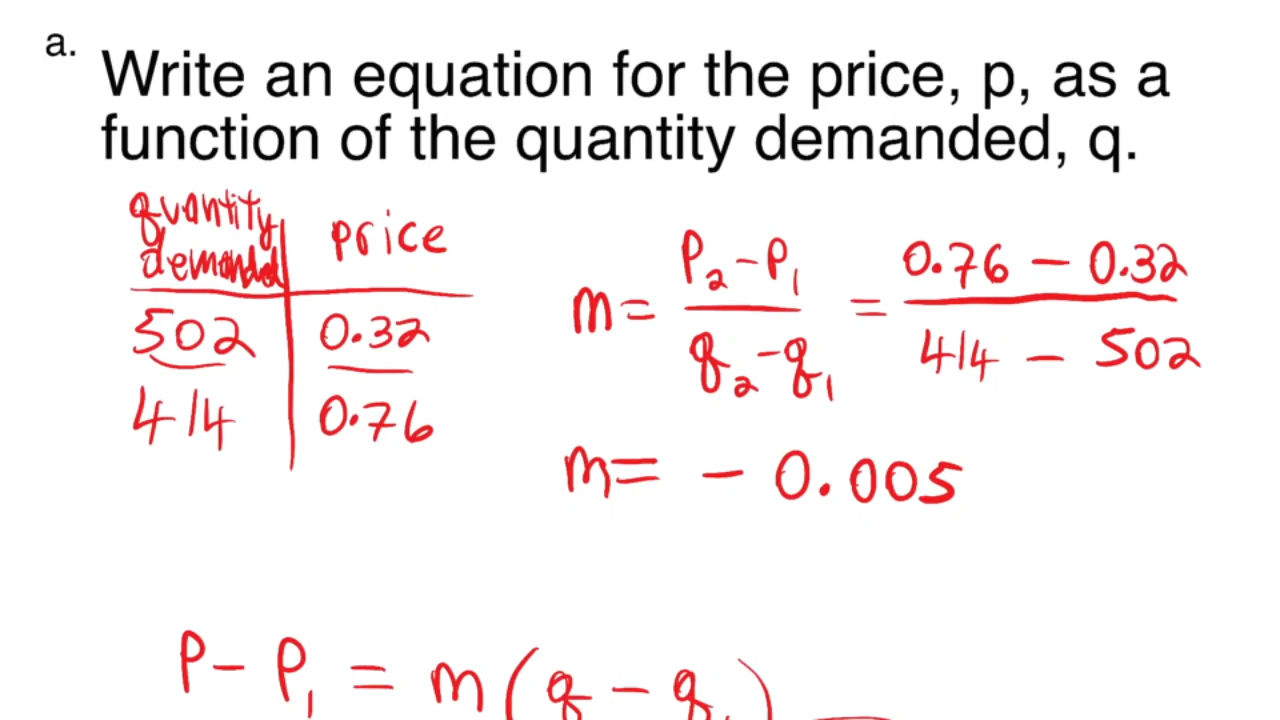 a.
Write an equation for the price, p, as a
function of the quantity demanded, q.
quantity demanded | price
502 | 0.32
414 | 0.76
m = (P₂ - P₁) / (q₂ - q₁) = (0.76 - 0.32) / (414 - 502)
m = - 0.005
P - P₁ = m(q - q₁)